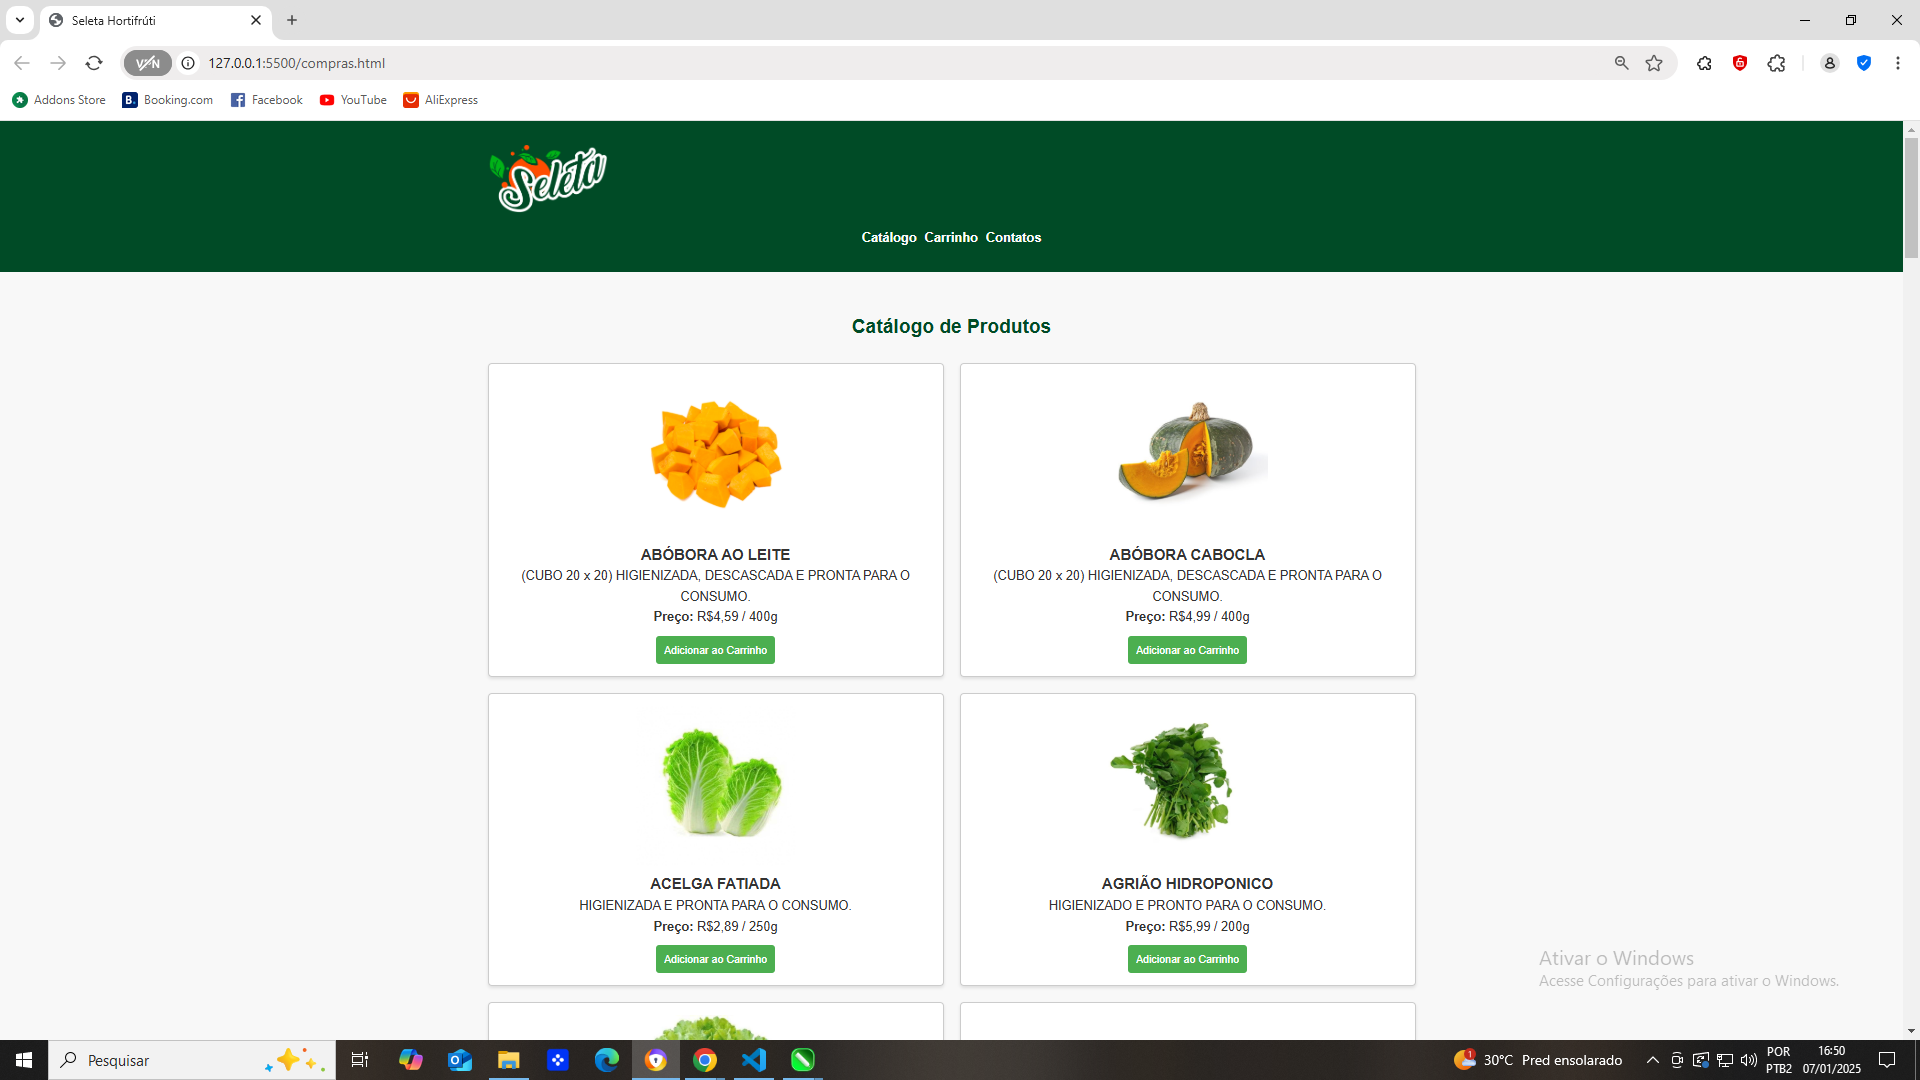 Seleta Hortifrúti
VPN
127.0.0.1:5500/compras.html
Addons Store
B. Booking.com
Facebook
YouTube
AliExpress
Seleta
Catálogo Carrinho Contatos
Catálogo de Produtos
ABÓBORA AO LEITE
(CUBO 20 x 20) HIGIENIZADA, DESCASCADA E PRONTA PARA O
CONSUMO.
Preço: R$4,59 / 400g
Adicionar ao Carrinho
ABÓBORA CABOCLA
(CUBO 20 x 20) HIGIENIZADA, DESCASCADA E PRONTA PARA O
CONSUMO.
Preço: R$4,99 / 400g
Adicionar ao Carrinho
ACELGA FATIADA
HIGIENIZADA E PRONTA PARA O CONSUMO.
Preço: R$2,89 / 250g
Adicionar ao Carrinho
AGRIÃO HIDROPONICO
HIGIENIZADO E PRONTO PARA O CONSUMO.
Preço: R$5,99 / 200g
Adicionar ao Carrinho
Ativar o Windows
Acesse Configurações para ativar o Windows.
Pesquisar
1
30°C Pred ensolarado
POR
PTB2
16:50
07/01/2025